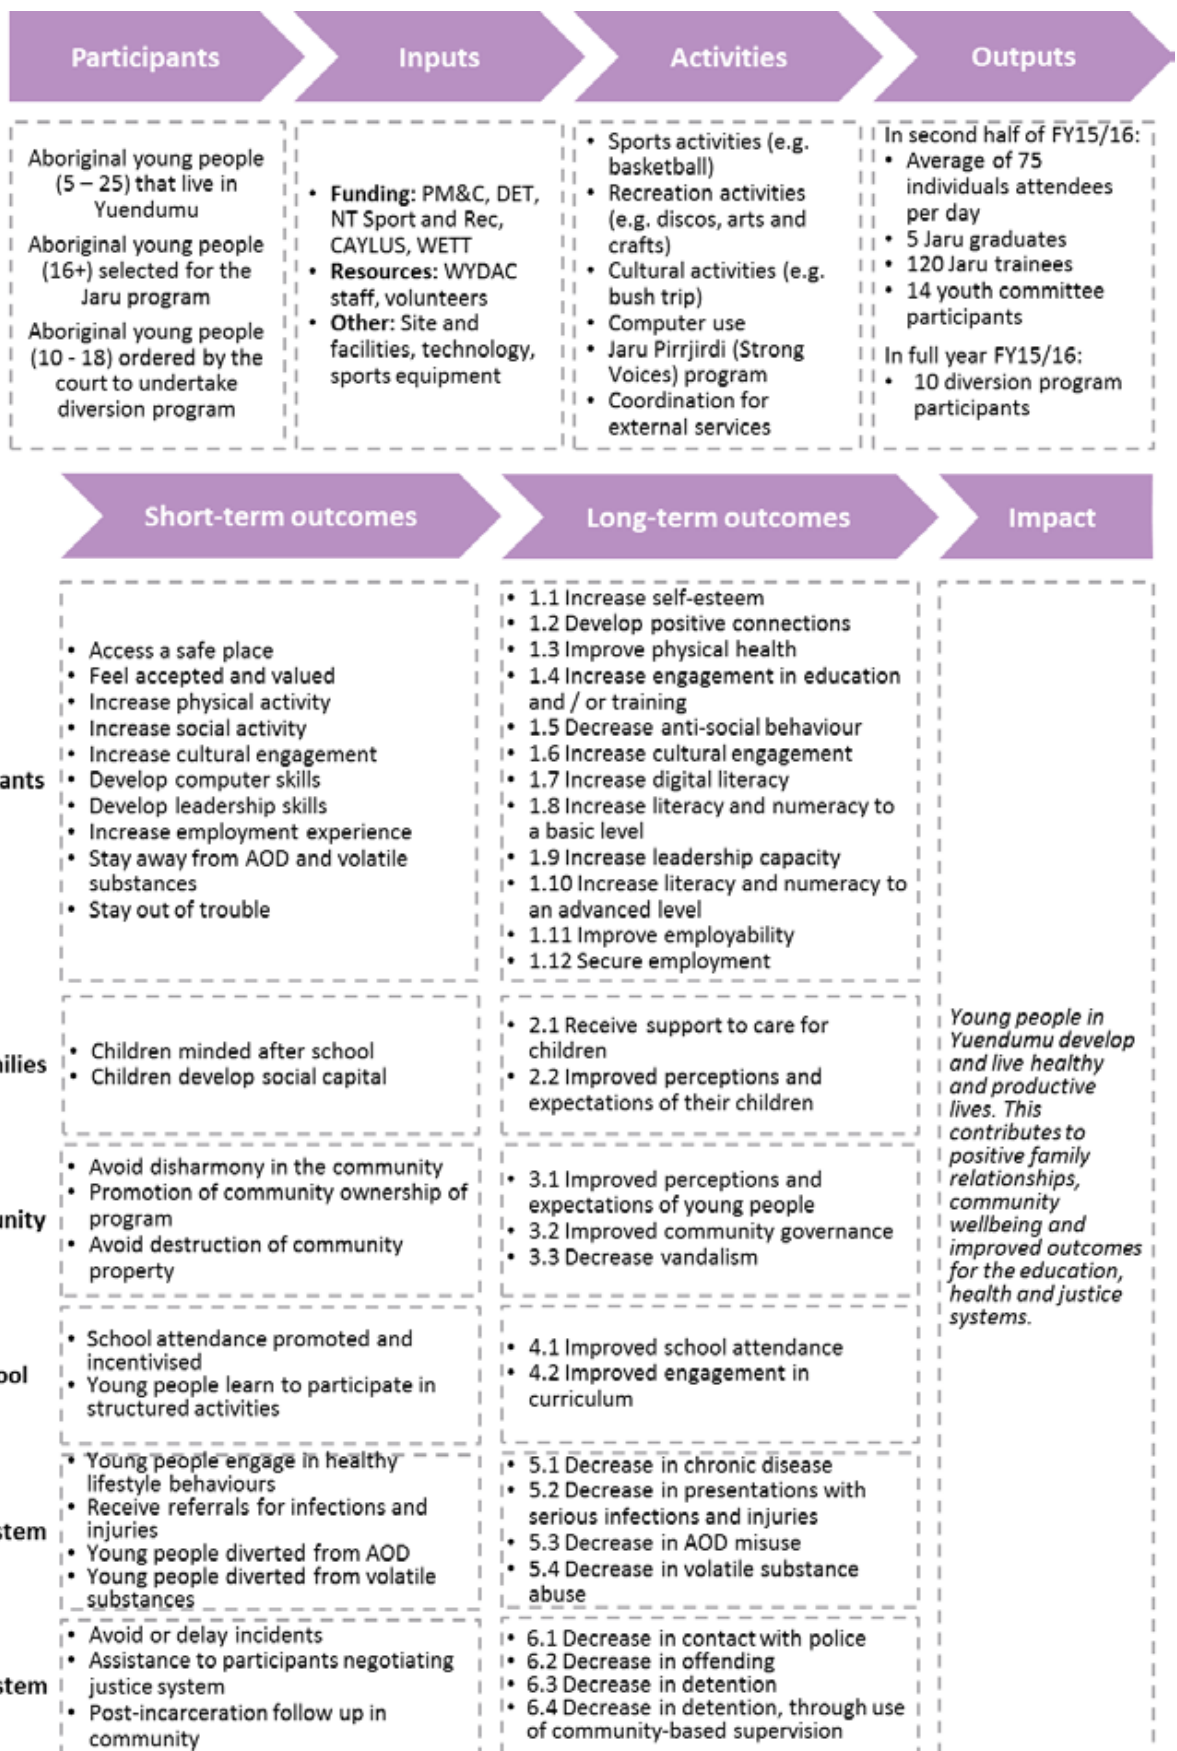 Participants
Inputs
Activities
Outputs
Aboriginal young people
(5 – 25) that live in
Yuendumu
Aboriginal young people
(16+) selected for the
Jaru program
Aboriginal young people
(10 - 18) ordered by the
court to undertake
diversion program
• Funding: PM&C, DET,
NT Sport and Rec,
CAYLUS, WETT
• Resources: WYDAC
staff, volunteers
• Other: Site and
facilities, technology,
sports equipment
• Sports activities (e.g.
basketball)
• Recreation activities
(e.g. discos, arts and
crafts)
• Cultural activities (e.g.
bush trip)
• Computer use
• Jaru Pirrjirdi (Strong
Voices) program
• Coordination for
external services
In second half of FY15/16:
• Average of 75
individuals attendees
per day
• 5 Jaru graduates
• 120 Jaru trainees
• 14 youth committee
participants
In full year FY15/16:
• 10 diversion program
participants
Short-term outcomes
Long-term outcomes
Impact
ants
• Access a safe place
• Feel accepted and valued
• Increase physical activity
• Increase social activity
• Increase cultural engagement
• Develop computer skills
• Develop leadership skills
• Increase employment experience
• Stay away from AOD and volatile
substances
• Stay out of trouble
• 1.1 Increase self-esteem
• 1.2 Develop positive connections
• 1.3 Improve physical health
• 1.4 Increase engagement in education
and / or training
• 1.5 Decrease anti-social behaviour
• 1.6 Increase cultural engagement
• 1.7 Increase digital literacy
• 1.8 Increase literacy and numeracy to
a basic level
• 1.9 Increase leadership capacity
• 1.10 Increase literacy and numeracy to
an advanced level
• 1.11 Improve employability
• 1.12 Secure employment
nilies
• Children minded after school
• Children develop social capital
• 2.1 Receive support to care for
children
• 2.2 Improved perceptions and
expectations of their children
unity
• Avoid disharmony in the community
• Promotion of community ownership of
program
• Avoid destruction of community
property
• 3.1 Improved perceptions and
expectations of young people
• 3.2 Improved community governance
• 3.3 Decrease vandalism
ool
• School attendance promoted and
incentivised
• Young people learn to participate in
structured activities
• 4.1 Improved school attendance
• 4.2 Improved engagement in
curriculum
stem
• Young people engage in healthy
lifestyle behaviours
• Receive referrals for infections and
injuries
• Young people diverted from AOD
• Young people diverted from volatile
substances
• 5.1 Decrease in chronic disease
• 5.2 Decrease in presentations with
serious infections and injuries
• 5.3 Decrease in AOD misuse
• 5.4 Decrease in volatile substance
abuse
stem
• Avoid or delay incidents
• Assistance to participants negotiating
justice system
• Post-incarceration follow up in
community
• 6.1 Decrease in contact with police
• 6.2 Decrease in offending
• 6.3 Decrease in detention
• 6.4 Decrease in detention, through use
of community-based supervision
Young people in
Yuendumu develop
and live healthy
and productive
lives. This
contributes to
positive family
relationships,
community
wellbeing and
improved outcomes
for the education,
health and justice
systems.